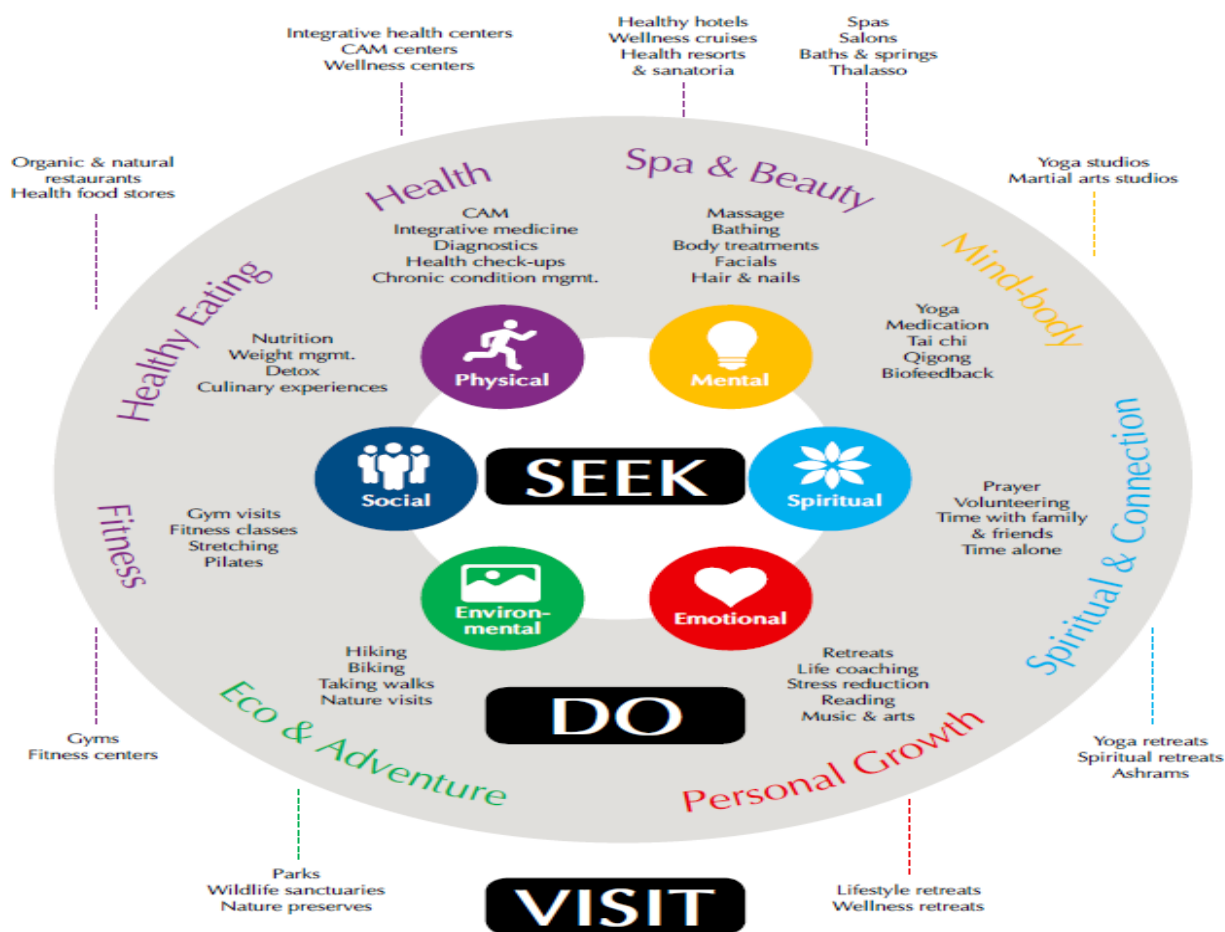 Integrative health centers
CAM centers
Wellness centers
Healthy hotels
Wellness cruises
Health resorts
& sanatoria
Spas
Salons
Baths & springs
Thalasso
Organic & natural
restaurants
Health food stores
Yoga studios
Martial arts studios
Health
Spa & Beauty
Mind-body
Healthy Eating
Fitness
Spiritual & Connection
Eco & Adventure
Personal Growth
CAM
Integrative medicine
Diagnostics
Health check-ups
Chronic condition mgmt.
Massage
Bathing
Body treatments
Facials
Hair & nails
Nutrition
Weight mgmt.
Detox
Culinary experiences
Yoga
Medication
Tai chi
Qigong
Biofeedback
Physical
Mental
Social
SEEK
Spiritual
Environ-
mental
Emotional
Gym visits
Fitness classes
Stretching
Pilates
Prayer
Volunteering
Time with family
& friends
Time alone
Hiking
Biking
Taking walks
Nature visits
DO
Retreats
Life coaching
Stress reduction
Reading
Music & arts
Gyms
Fitness centers
Yoga retreats
Spiritual retreats
Ashrams
Parks
Wildlife sanctuaries
Nature preserves
VISIT
Lifestyle retreats
Wellness retreats